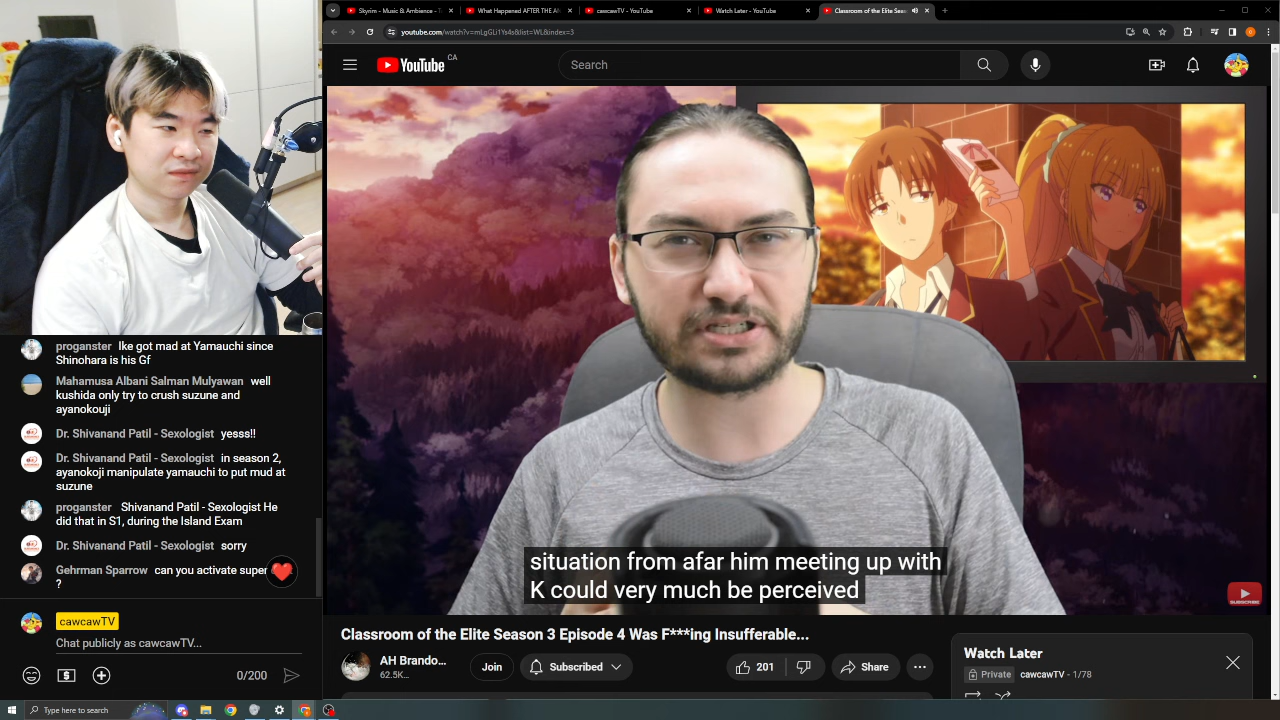 Skyrim - Music & Ambience - T
What Happened AFTER THE A
cawcawTV - YouTube
Watch Later - YouTube
Classroom of the Elite Seas
youtube.com/watch?v=mLgGLi1Ys4s&list=WL&index=3
YouTube CA
Search
proganster Ike got mad at Yamauchi since
Shinohara is his Gf
Mahamusa Albani Salman Mulyawan well
kushida only try to crush suzune and
ayanokouji
Dr. Shivanand Patil - Sexologist yesss!!
Dr. Shivanand Patil - Sexologist in season 2,
ayanokoji manipulate yamauchi to put mud at
suzune
proganster Shivanand Patil - Sexologist He
did that in S1, during the Island Exam
Dr. Shivanand Patil - Sexologist sorry
Gehrman Sparrow can you activate super
?
cawcawTV
Chat publicly as cawcawTV...
0/200
situation from afar him meeting up with
K could very much be perceived
SUBSCRIBE
Classroom of the Elite Season 3 Episode 4 Was F***ing Insufferable...
AH Brando...
62.5K...
Join
Subscribed
201
Share
Watch Later
Private cawcawTV - 1/78
Type here to search